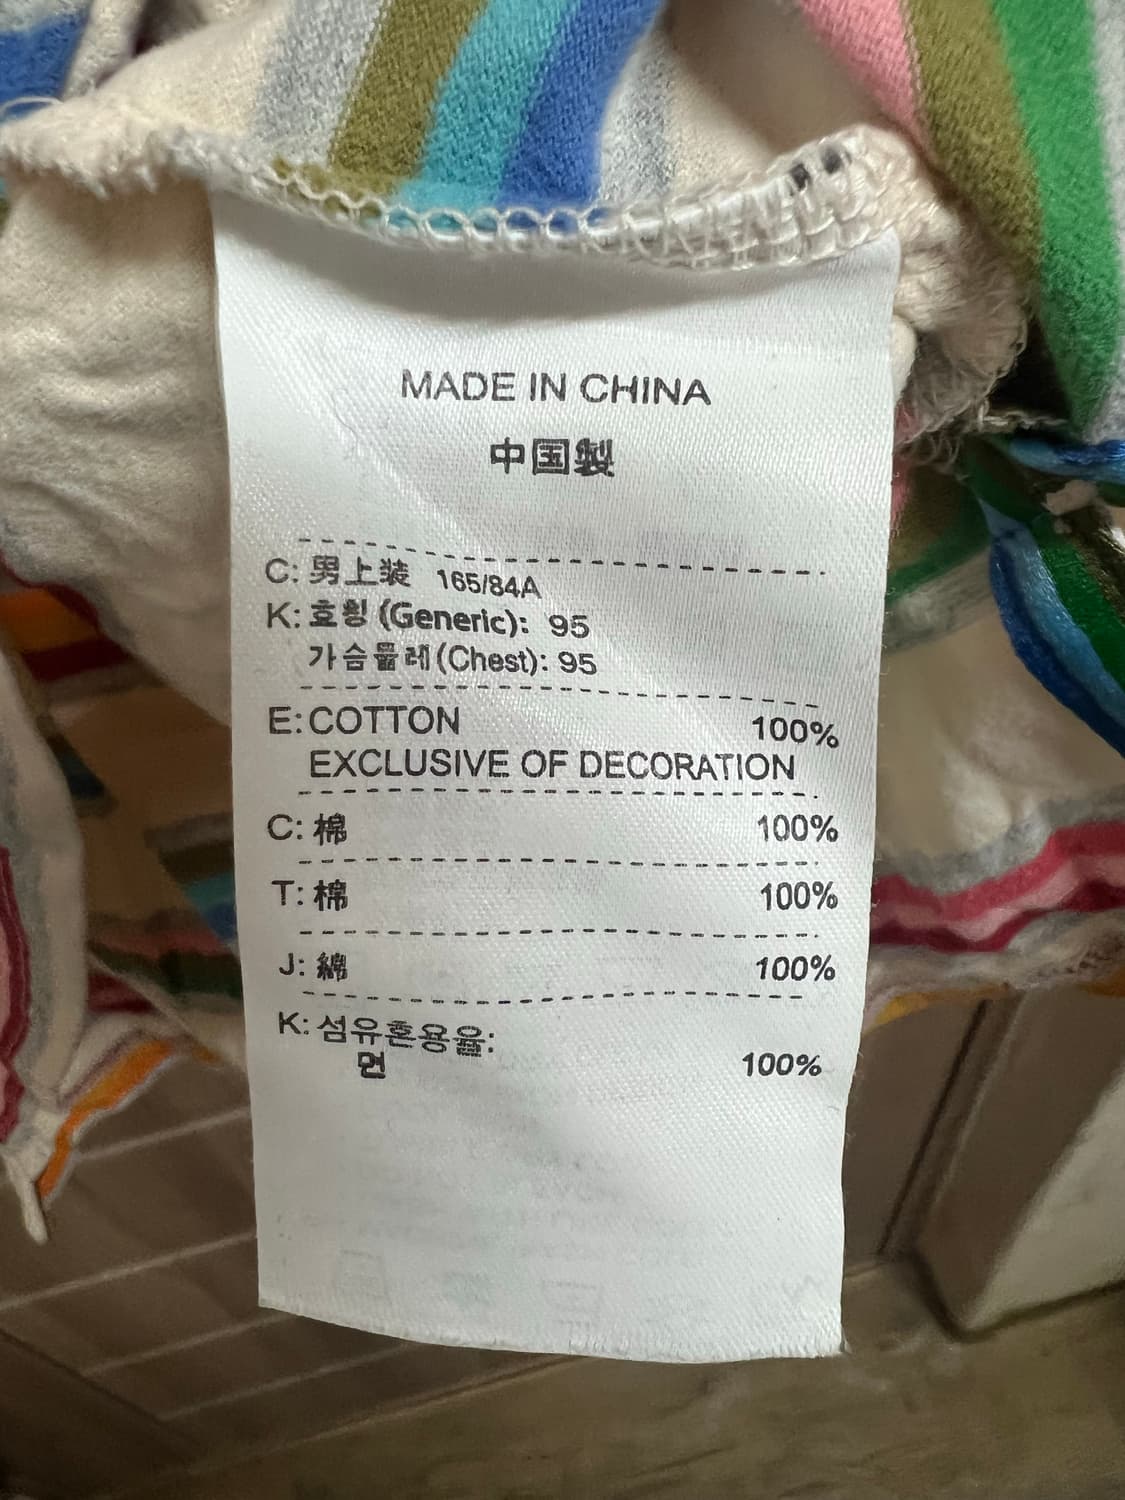 MADE IN CHINA
中国製
C: 男上装 165/84A
K: 호칭 (Generic): 95
가슴둘레(Chest): 95
E: COTTON 100%
EXCLUSIVE OF DECORATION
C: 棉 100%
T: 棉 100%
J: 綿 100%
K: 섬유혼용율:
면 100%